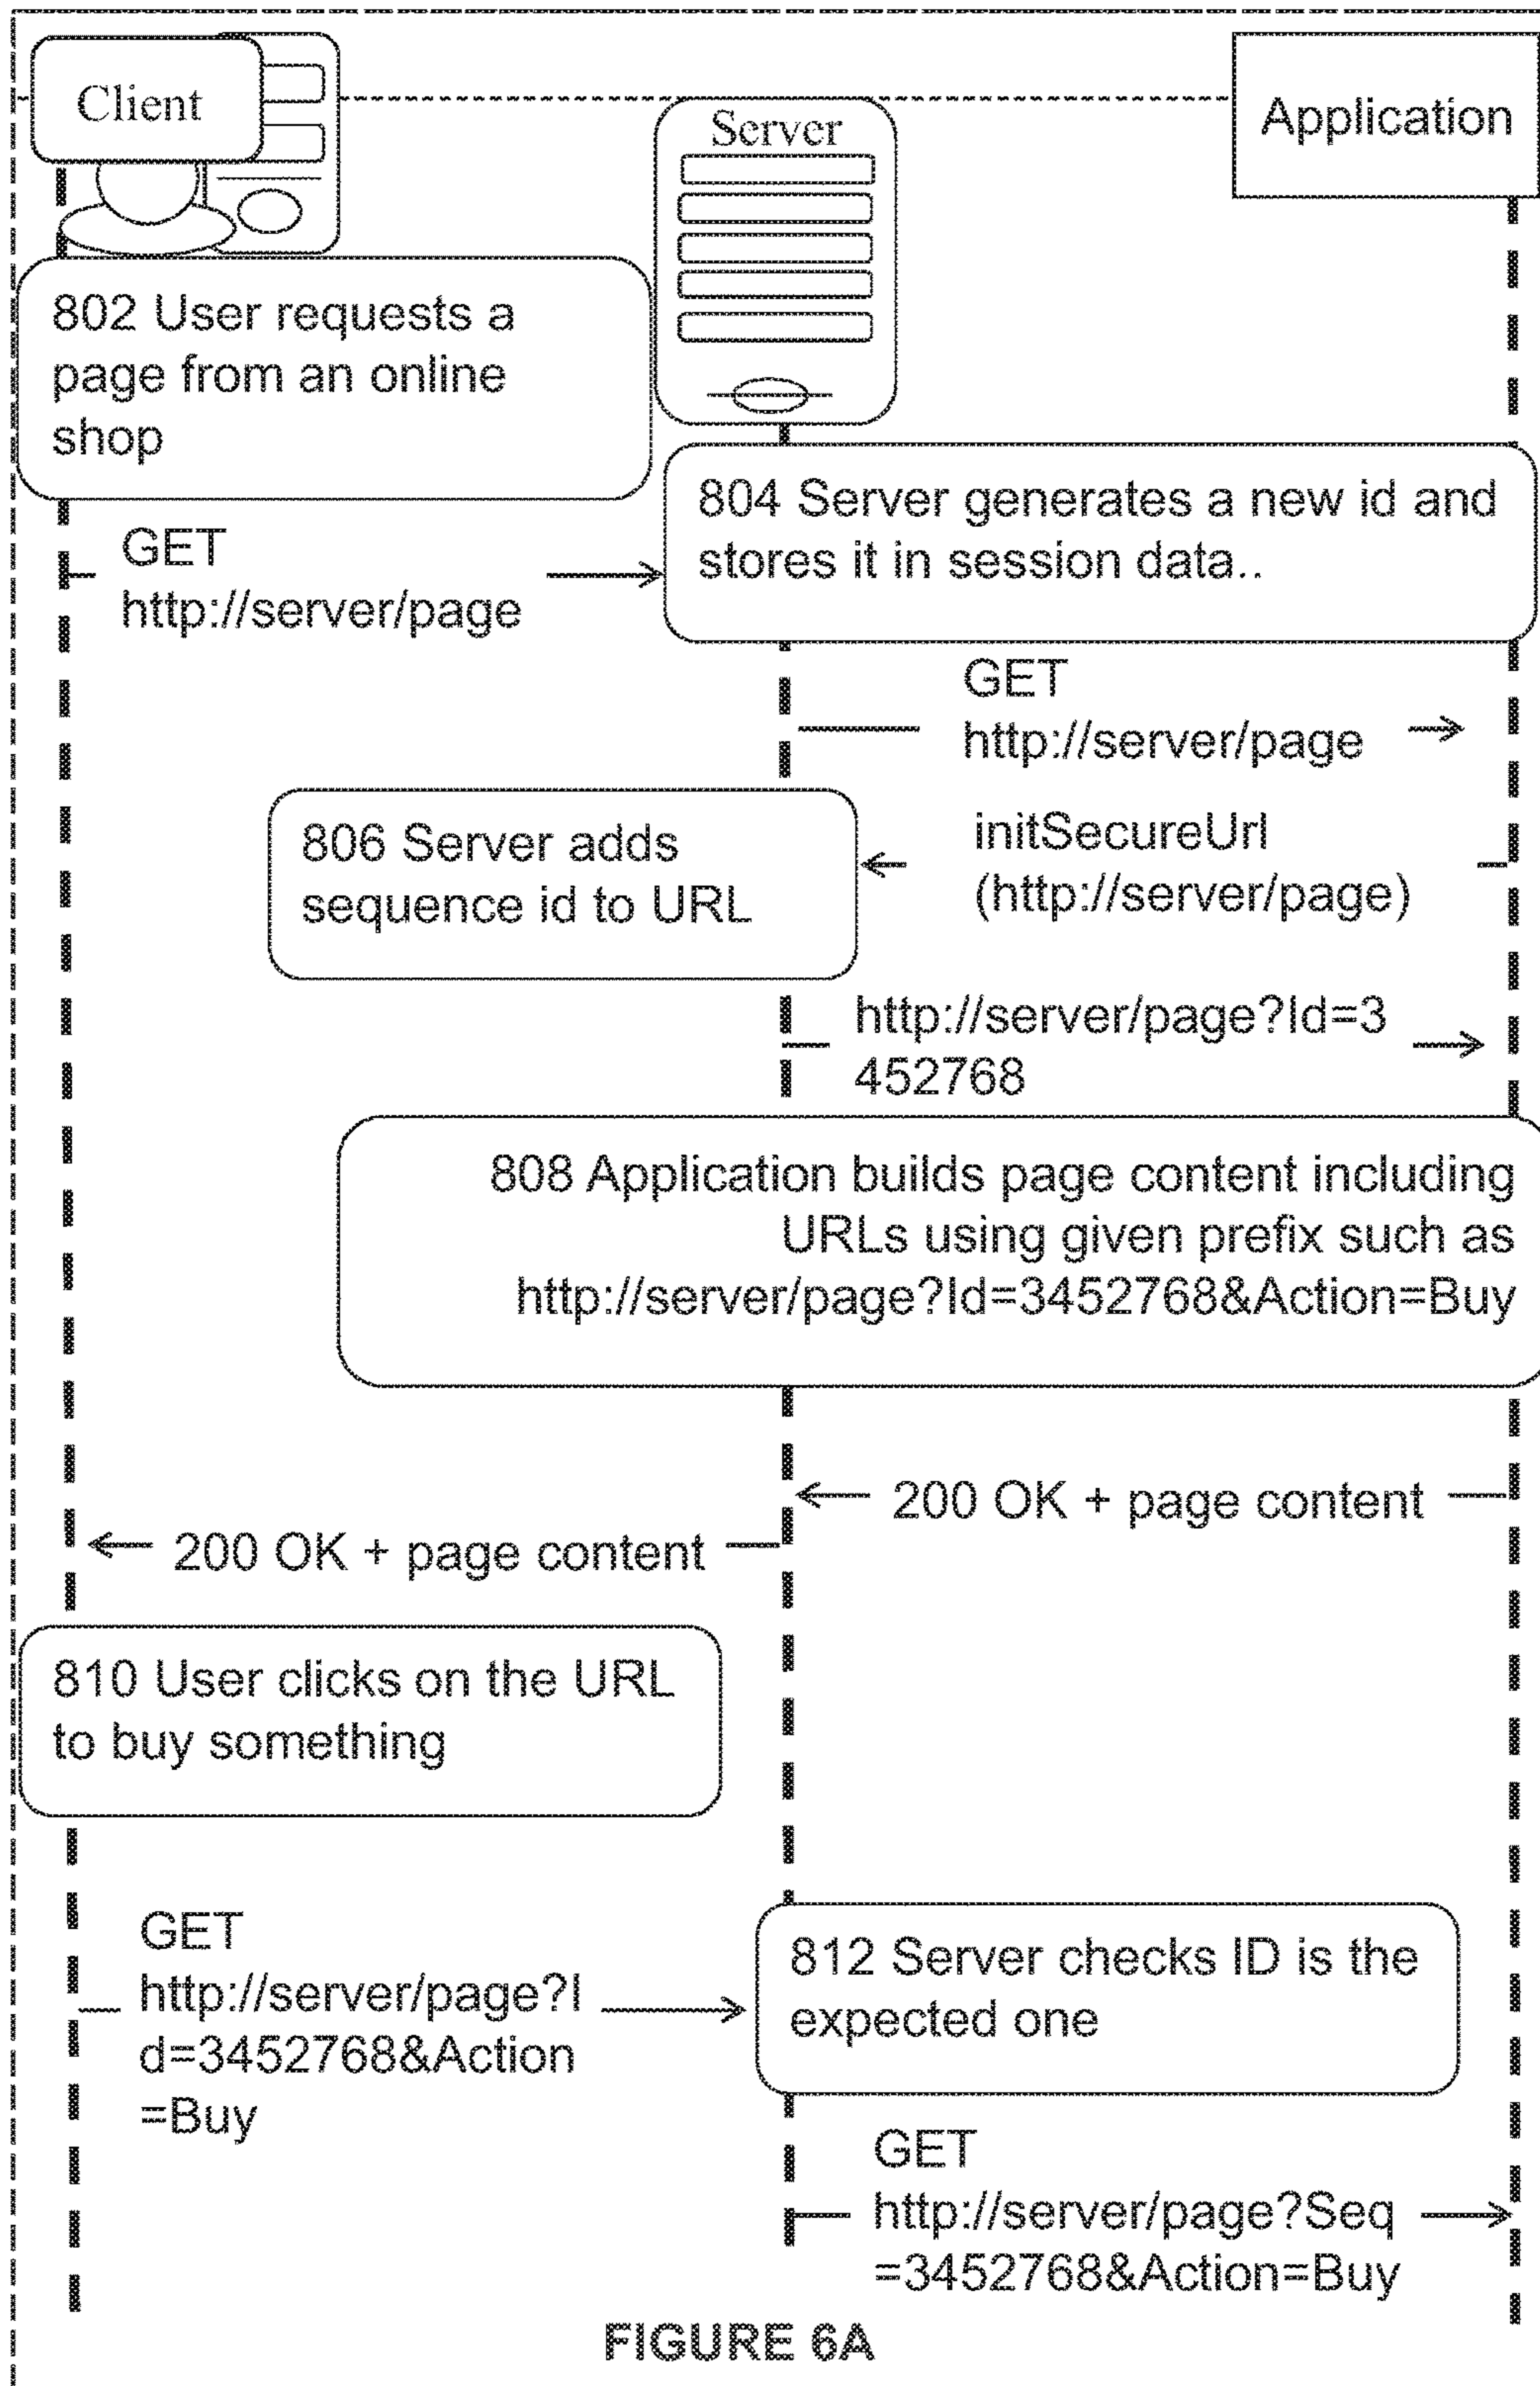 Client
Server
Application
802 User requests a
page from an online
shop
804 Server generates a new id and
stores it in session data..
GET
http://server/page
GET
http://server/page
initSecureUrl
(http://server/page)
806 Server adds
sequence id to URL
http://server/page?Id=3
452768
808 Application builds page content including
URLs using given prefix such as
http://server/page?Id=3452768&Action=Buy
200 OK + page content
200 OK + page content
810 User clicks on the URL
to buy something
GET
http://server/page?I
d=3452768&Action
=Buy
812 Server checks ID is the
expected one
GET
http://server/page?Seq
=3452768&Action=Buy
FIGURE 6A